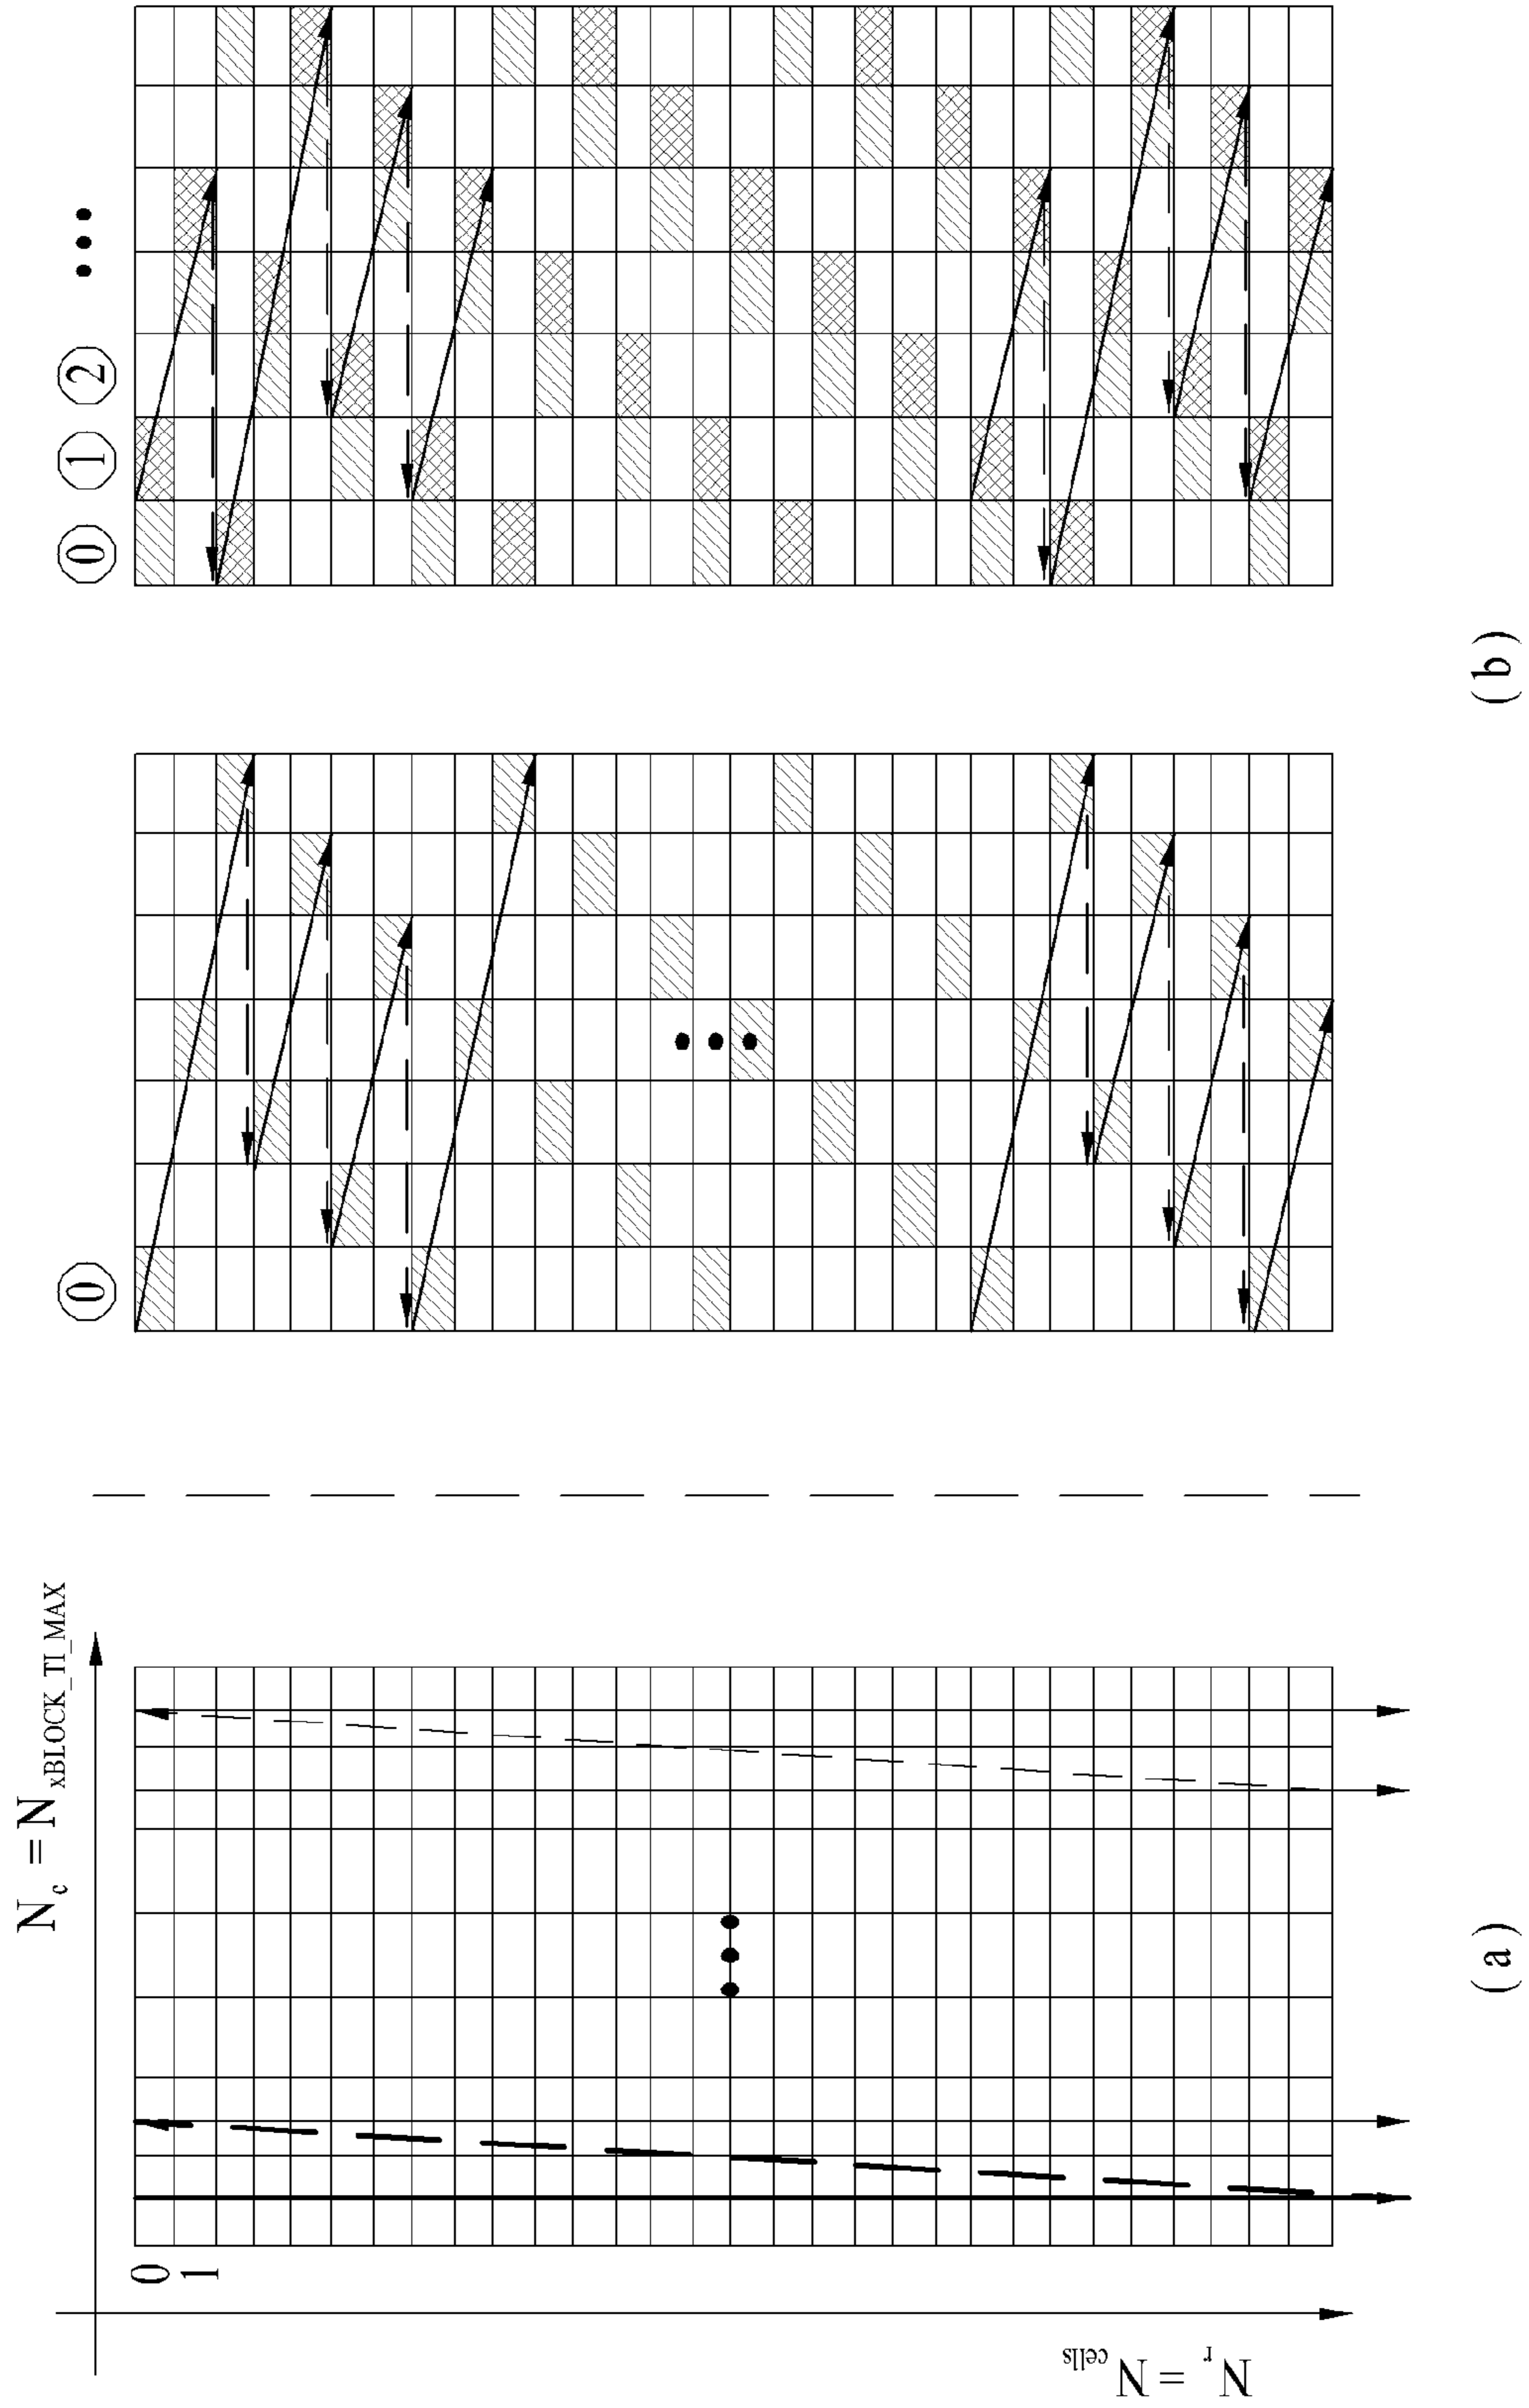 N_c = N_xBLOCK_TI_MAX
0
1
N_r = N_cells
(a)
0
0 1 2 •••
(b)